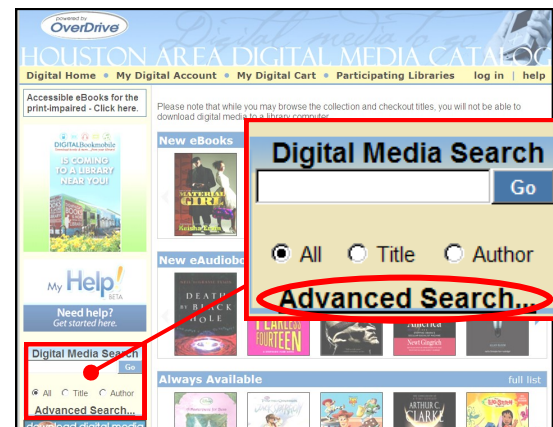 powered by
OverDrive
HOUSTON AREA DIGITAL MEDIA CATALOG
Digital Home • My Digital Account • My Digital Cart • Participating Libraries log in | help
Accessible eBooks for the
print-impaired - Click here.
Please note that while you may browse the collection and checkout titles, you will not be able to
download digital media to a library computer.
DIGITALBookmobile
IS COMING
TO A LIBRARY
NEAR YOU!
New eBooks
MATERIAL
GIRL
Digital Media Search
Go
All Title Author
Advanced Search...
My Help!
BETA
Need help?
Get started here.
New eAudiobo
DEATH
BY BLACK
HOLE
FEARLESS
FOURTEEN
America
Newt Gingrich
Digital Media Search
Go
All Title Author
Advanced Search...
download digital media
Always Available full list
ARTHUR C.
CLARKE